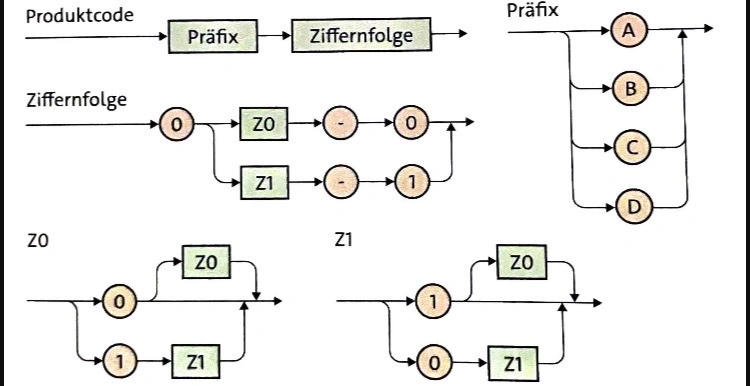 Produktcode
Präfix
Ziffernfolge
Präfix
A
B
C
D
Ziffernfolge
0
Z0
-
0
Z1
-
1
Z0
Z0
0
1
Z1
Z1
Z0
1
0
Z1